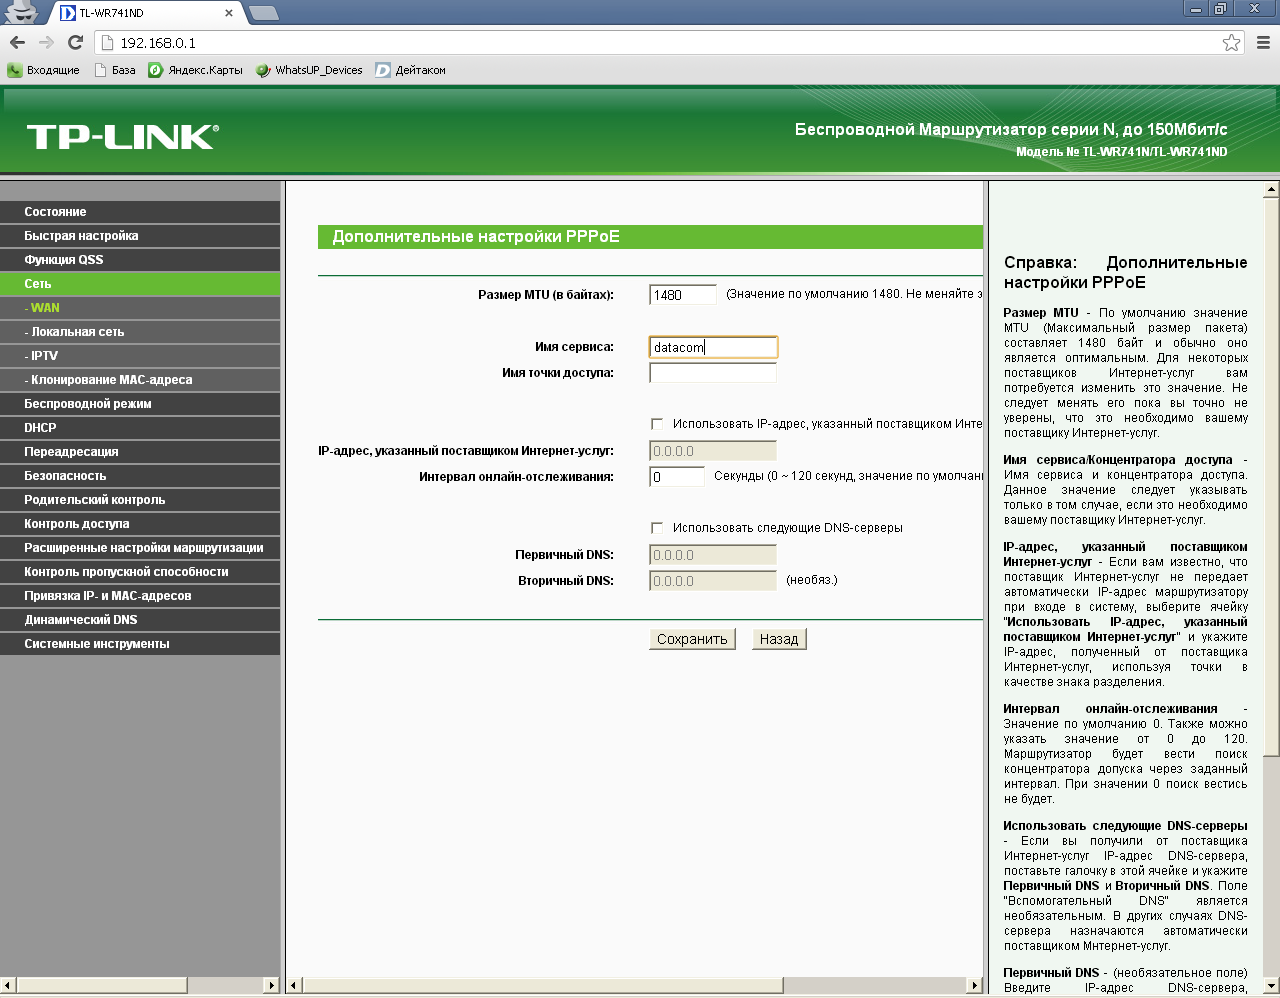 TL-WR741ND
192.168.0.1
Входящие
База
Яндекс.Карты
WhatsUP_Devices
Дейтаком
TP-LINK®
Беспроводной Маршрутизатор серии N, до 150Мбит/с
Модель № TL-WR741N/TL-WR741ND
Состояние
Быстрая настройка
Функция QSS
Сеть
- WAN
- Локальная сеть
- IPTV
- Клонирование MAC-адреса
Беспроводной режим
DHCP
Переадресация
Безопасность
Родительский контроль
Контроль доступа
Расширенные настройки маршрутизации
Контроль пропускной способности
Привязка IP- и MAC-адресов
Динамический DNS
Системные инструменты
Дополнительные настройки PPPoE
Размер MTU (в байтах): 1480 (Значение по умолчанию 1480. Не меняйте э
Имя сервиса: datacom
Имя точки доступа:
Использовать IP-адрес, указанный поставщиком Инте
IP-адрес, указанный поставщиком Интернет-услуг: 0.0.0.0
Интервал онлайн-отслеживания: 0 Секунды (0 ~ 120 секунд, значение по умолчани
Использовать следующие DNS-серверы
Первичный DNS: 0.0.0.0
Вторичный DNS: 0.0.0.0 (необяз.)
Сохранить Назад
Справка: Дополнительные
настройки PPPoE
Размер MTU - По умолчанию значение
MTU (Максимальный размер пакета)
составляет 1480 байт и обычно оно
является оптимальным. Для некоторых
поставщиков Интернет-услуг вам
потребуется изменить это значение. Не
следует менять его пока вы точно не
уверены, что это необходимо вашему
поставщику Интернет-услуг.
Имя сервиса/Концентратора доступа -
Имя сервиса и концентратора доступа.
Данное значение следует указывать
только в том случае, если это необходимо
вашему поставщику Интернет-услуг.
IP-адрес, указанный поставщиком
Интернет-услуг - Если вам известно, что
поставщик Интернет-услуг не передает
автоматически IP-адрес маршрутизатору
при входе в систему, выберите ячейку
"Использовать IP-адрес, указанный
поставщиком Интернет-услуг" и укажите
IP-адрес, полученный от поставщика
Интернет-услуг, используя точки в
качестве знака разделения.
Интервал онлайн-отслеживания -
Значение по умолчанию 0. Также можно
указать значение от 0 до 120.
Маршрутизатор будет вести поиск
концентратора допуска через заданный
интервал. При значении 0 поиск вестись
не будет.
Использовать следующие DNS-серверы
- Если вы получили от поставщика
Интернет-услуг IP-адрес DNS-сервера,
поставьте галочку в этой ячейке и укажите
Первичный DNS и Вторичный DNS. Поле
"Вспомогательный DNS" является
необязательным. В других случаях DNS-
сервера назначаются автоматически
поставщиком Мнтернет-услуг.
Первичный DNS - (необязательное поле)
Введите IP-адрес DNS-сервера,